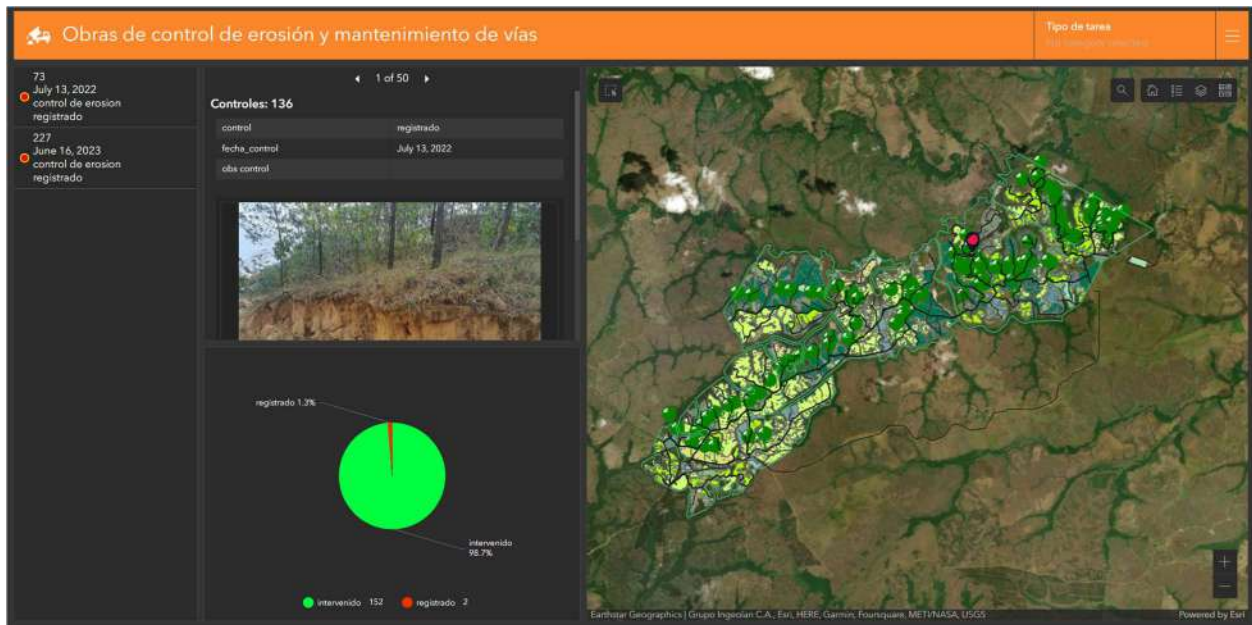 Obras de control de erosión y mantenimiento de vías
Tipo de tarea
73
July 13, 2022
control de erosion
registrado
227
June 16, 2023
control de erosion
registrado
1 of 50
Controles: 136
control registrado
fecha_control July 13, 2022
obs control
registrado 1.3%
intervenido
98.7%
intervenido 152 registrado 2
Earthstar Geographics | Grupo Ingeolan C.A., Esri, HERE, Garmin, Foursquare, METI/NASA, USGS
Powered by Esri